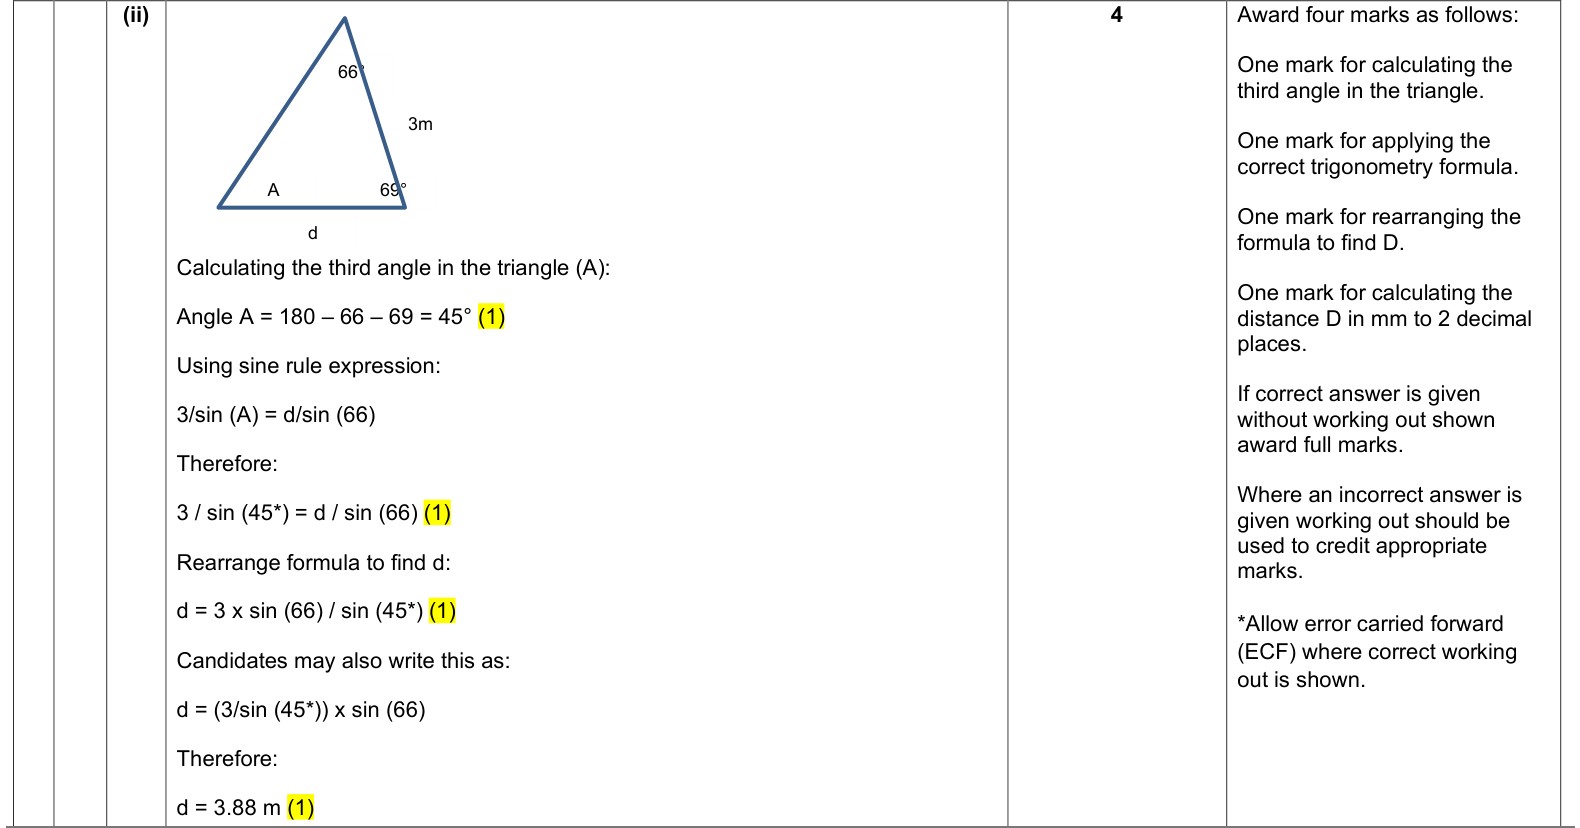 (ii)
66°
3m
A
69°
d
Calculating the third angle in the triangle (A):
Angle A = 180 – 66 – 69 = 45° (1)
Using sine rule expression:
3/sin (A) = d/sin (66)
Therefore:
3 / sin (45*) = d / sin (66) (1)
Rearrange formula to find d:
d = 3 x sin (66) / sin (45*) (1)
Candidates may also write this as:
d = (3/sin (45*)) x sin (66)
Therefore:
d = 3.88 m (1)
4
Award four marks as follows:
One mark for calculating the
third angle in the triangle.
One mark for applying the
correct trigonometry formula.
One mark for rearranging the
formula to find D.
One mark for calculating the
distance D in mm to 2 decimal
places.
If correct answer is given
without working out shown
award full marks.
Where an incorrect answer is
given working out should be
used to credit appropriate
marks.
*Allow error carried forward
(ECF) where correct working
out is shown.